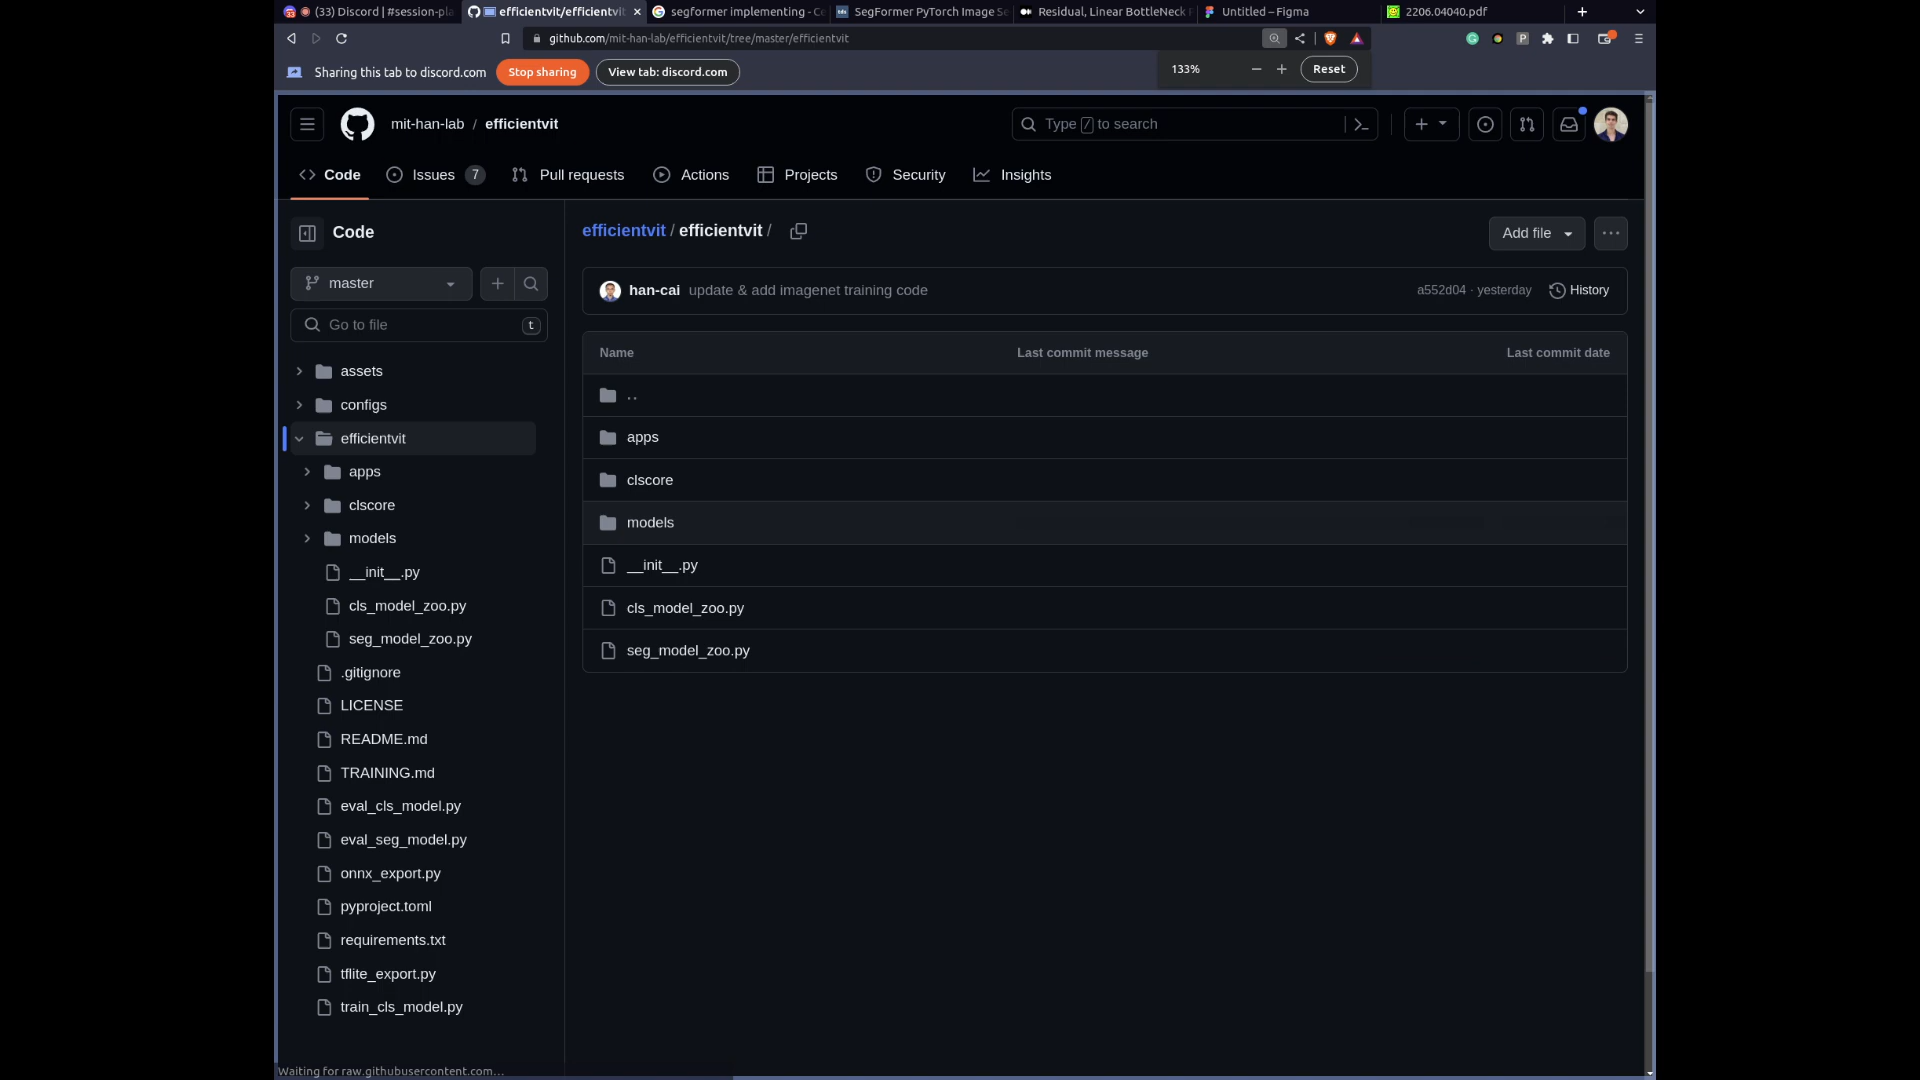 (33) Discord | #session-pla
efficientvit/efficientvit
segformer implementing - Ce
SegFormer PyTorch Image Se
Residual, Linear BottleNeck
Untitled – Figma
2206.04040.pdf
github.com/mit-han-lab/efficientvit/tree/master/efficientvit
Sharing this tab to discord.com
Stop sharing
View tab: discord.com
133%
Reset
mit-han-lab / efficientvit
Type / to search
Code
Issues 7
Pull requests
Actions
Projects
Security
Insights
Code
master
Go to file
t
assets
configs
efficientvit
apps
clscore
models
__init__.py
cls_model_zoo.py
seg_model_zoo.py
.gitignore
LICENSE
README.md
TRAINING.md
eval_cls_model.py
eval_seg_model.py
onnx_export.py
pyproject.toml
requirements.txt
tflite_export.py
train_cls_model.py
efficientvit / efficientvit /
Add file
han-cai update & add imagenet training code
a552d04 · yesterday
History
Name
Last commit message
Last commit date
..
apps
clscore
models
__init__.py
cls_model_zoo.py
seg_model_zoo.py
Waiting for raw.githubusercontent.com...